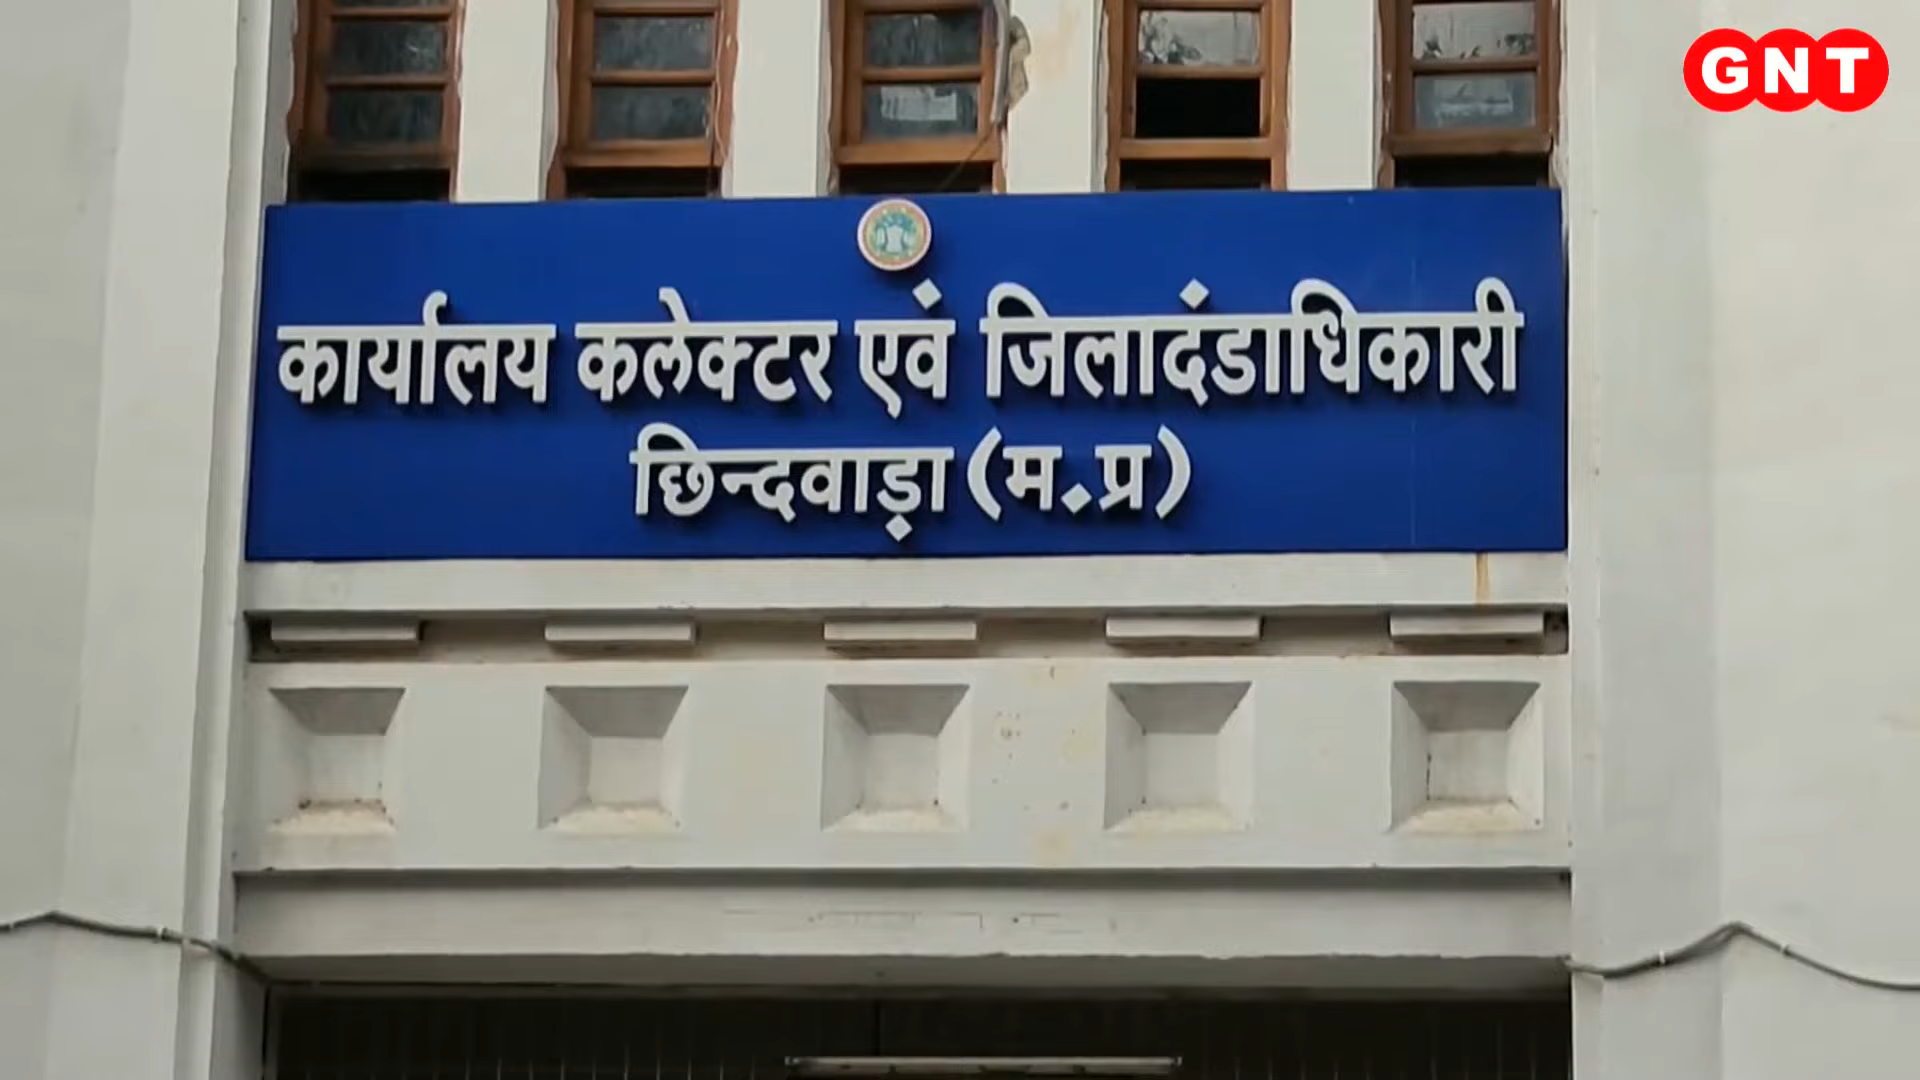 GNT
कार्यालय कलेक्टर एवं जिलादंडाधिकारी
छिन्दवाड़ा (म.प्र)